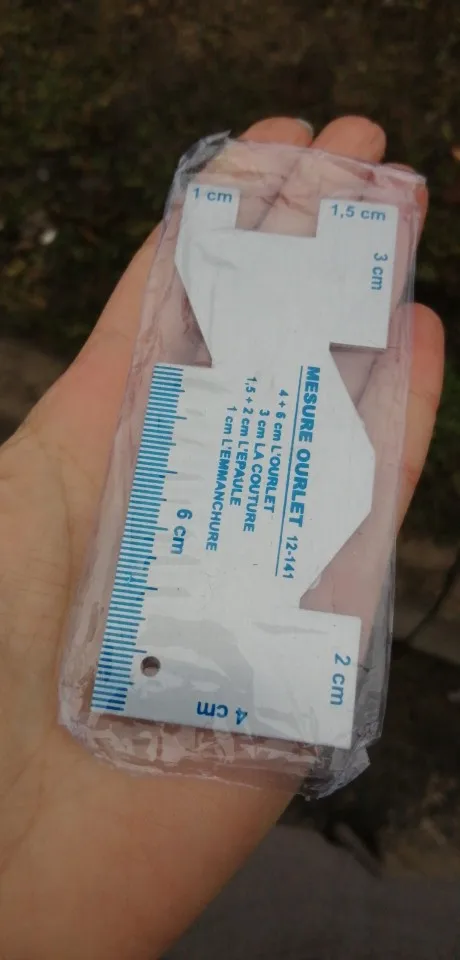 1 cm
1,5 cm
3 cm
MESURE OURLET 12-141
4 + 6 cm L'OURLET
3 cm LA COUTURE
1,5 + 2 cm L'EPAULE
1 cm L'EMMANCHURE
6 cm
2 cm
4 cm